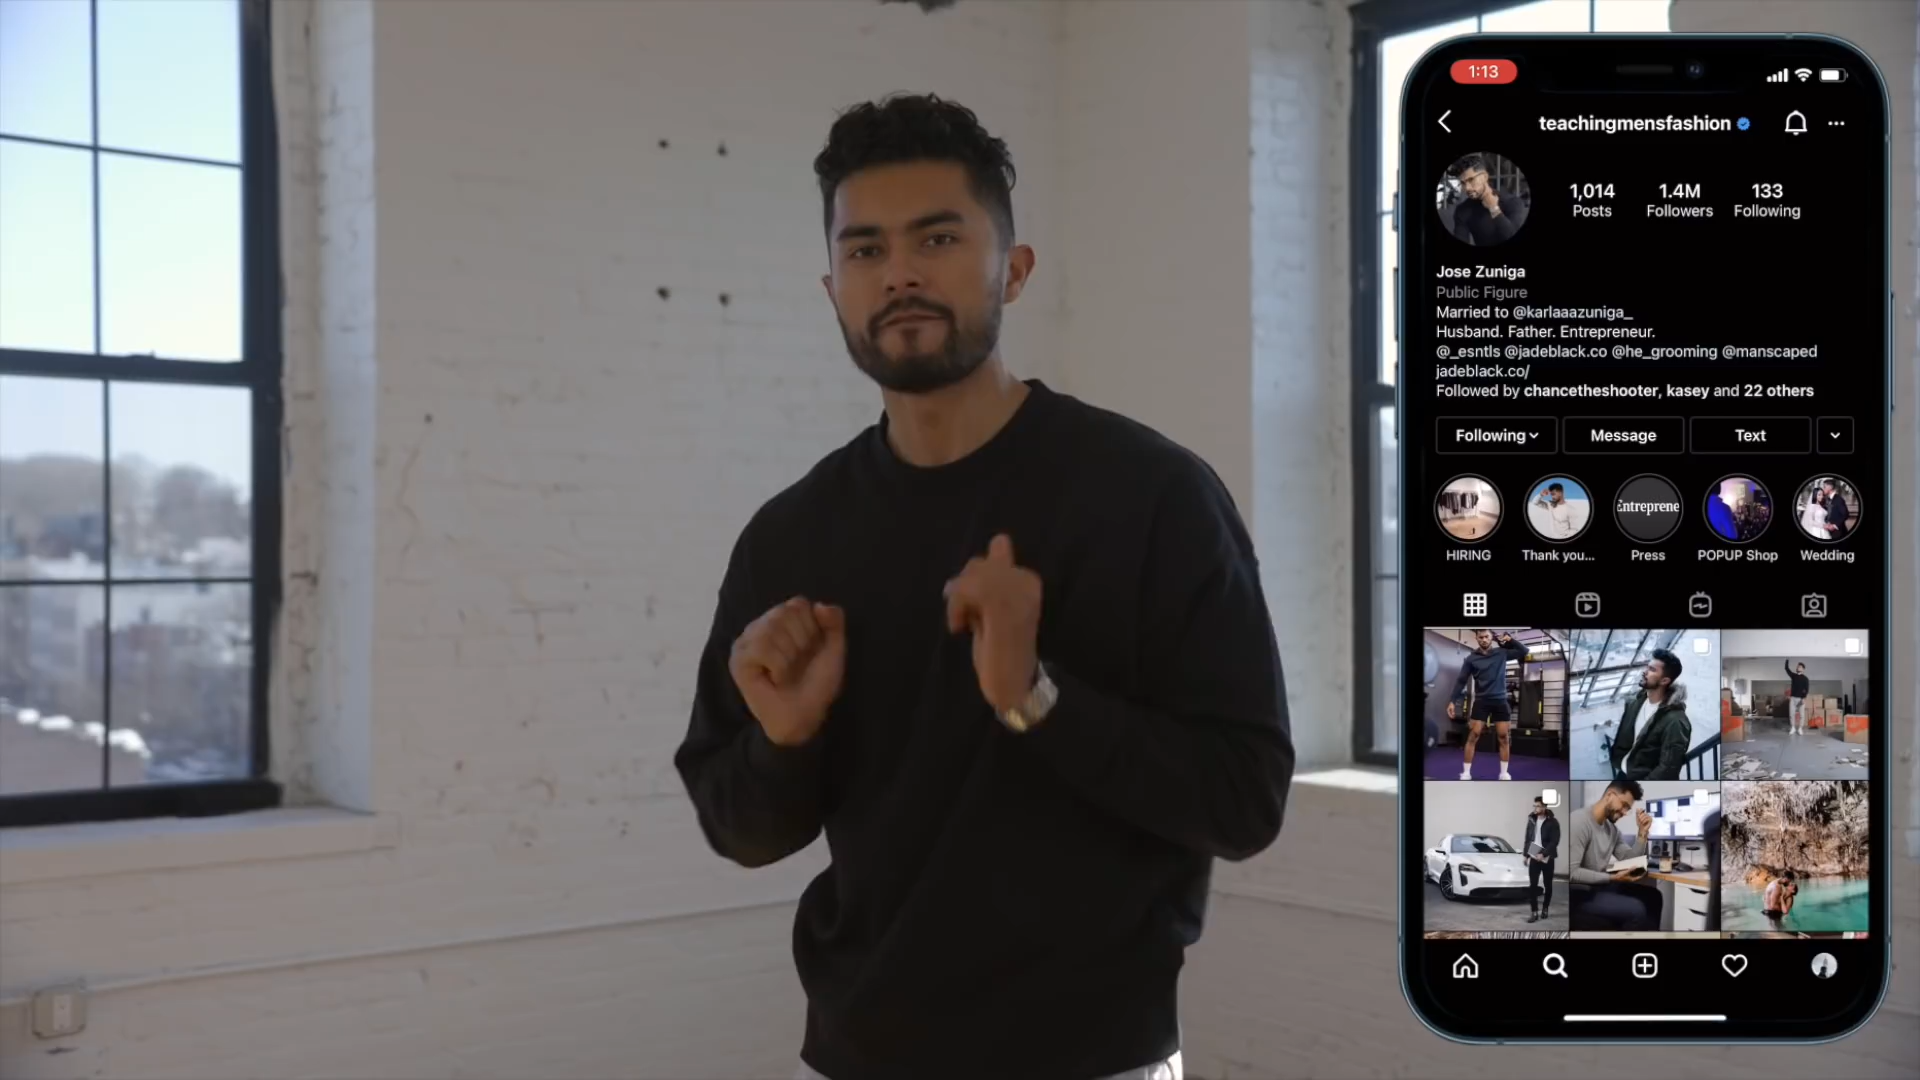 1:13
teachingmensfashion
1,014 1.4M 133
Posts Followers Following
Jose Zuniga
Public Figure
Married to @karlaaazuniga_
Husband. Father. Entrepreneur.
@_esntls @jadeblack.co @he_grooming @manscaped
jadeblack.co/
Followed by chancetheshooter, kasey and 22 others
Following Message Text
Entreprene
HIRING Thank you... Press POPUP Shop Wedding